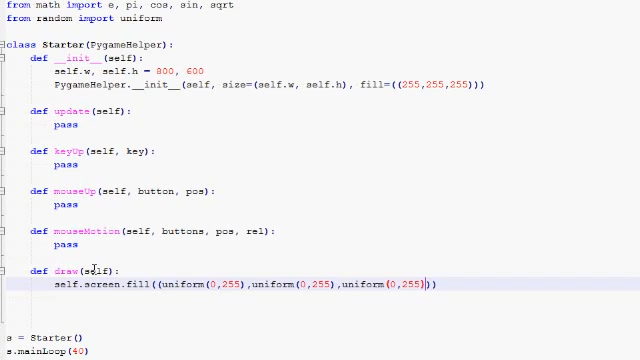 from math import e, pi, cos, sin, sqrt
from random import uniform
class Starter(PygameHelper):
def __init__(self):
self.w, self.h = 800, 600
PygameHelper.__init__(self, size=(self.w, self.h), fill=((255,255,255)))
def update(self):
pass
def keyUp(self, key):
pass
def mouseUp(self, button, pos):
pass
def mouseMotion(self, buttons, pos, rel):
pass
def draw(self):
self.screen.fill((uniform(0,255),uniform(0,255),uniform(0,255)))
s = Starter()
s.mainLoop(40)